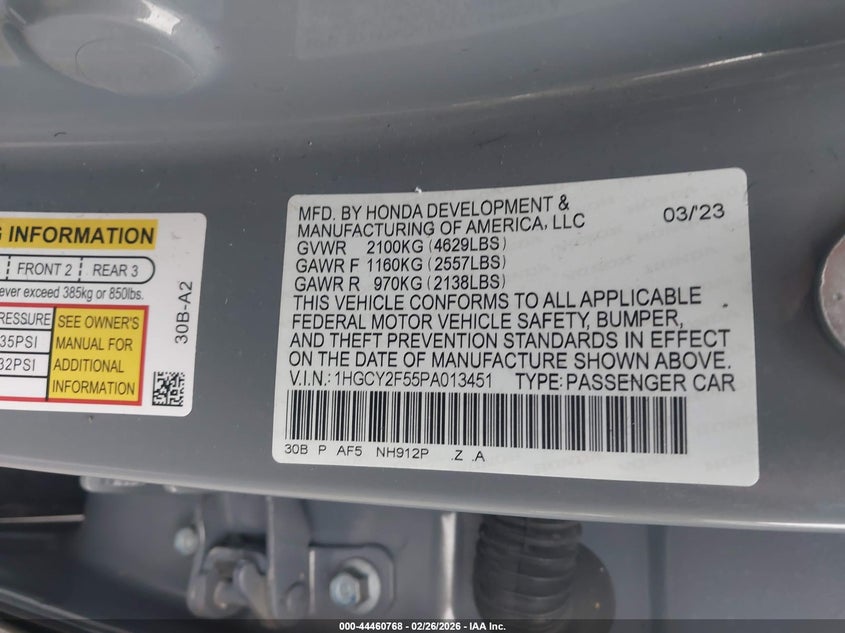 G INFORMATION
FRONT 2 REAR 3
ever exceed 385kg or 850lbs.
RESSURE
35PSI
32PSI
SEE OWNER'S
MANUAL FOR
ADDITIONAL
INFORMATION
30B-A2
MFD. BY HONDA DEVELOPMENT &
MANUFACTURING OF AMERICA, LLC 03/'23
GVWR 2100KG (4629LBS)
GAWR F 1160KG (2557LBS)
GAWR R 970KG (2138LBS)
THIS VEHICLE CONFORMS TO ALL APPLICABLE
FEDERAL MOTOR VEHICLE SAFETY, BUMPER,
AND THEFT PREVENTION STANDARDS IN EFFECT
ON THE DATE OF MANUFACTURE SHOWN ABOVE.
V.I.N.: 1HGCY2F55PA013451 TYPE: PASSENGER CAR
30B P AF5 NH912P .Z .A
000-44460768 - 02/26/2026 - IAA Inc.